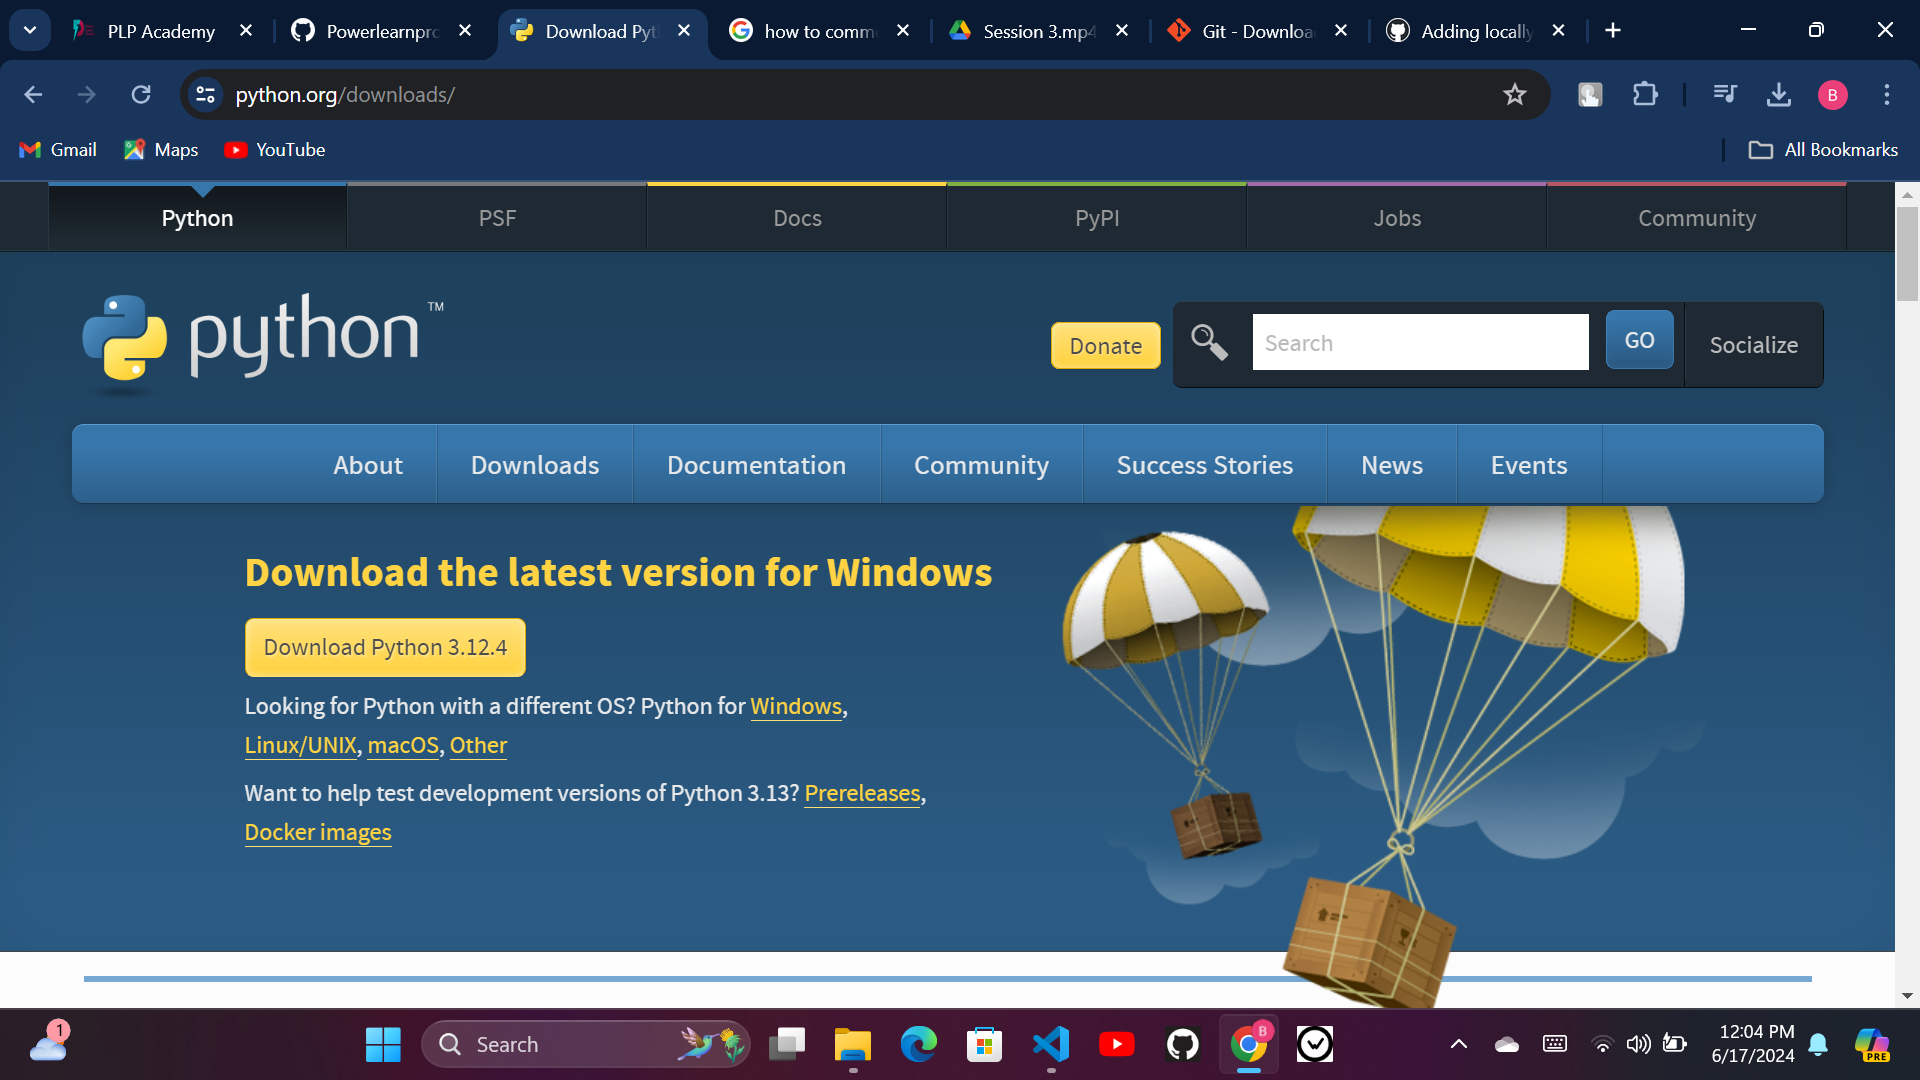 PLP Academy
Powerlearnpro
Download Pyt
how to comm
Session 3.mp4
Git - Downloa
Adding locally
python.org/downloads/
B
Gmail
Maps
YouTube
All Bookmarks
Python
PSF
Docs
PyPI
Jobs
Community
python™
Donate
Search
GO
Socialize
About
Downloads
Documentation
Community
Success Stories
News
Events
Download the latest version for Windows
Download Python 3.12.4
Looking for Python with a different OS? Python for Windows,
Linux/UNIX, macOS, Other
Want to help test development versions of Python 3.13? Prereleases,
Docker images
1
Search
B
12:04 PM
6/17/2024
PRE